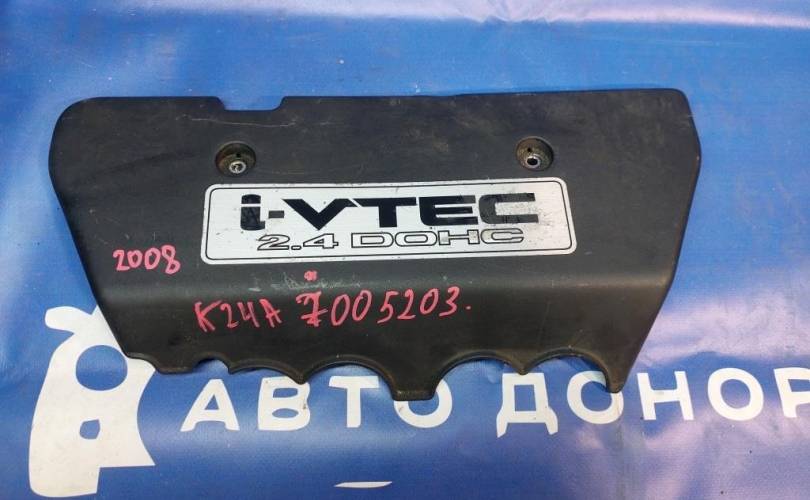 i-VTEC
2.4 DOHC
2008
K24A 7005203.
АВТО ДОНОР